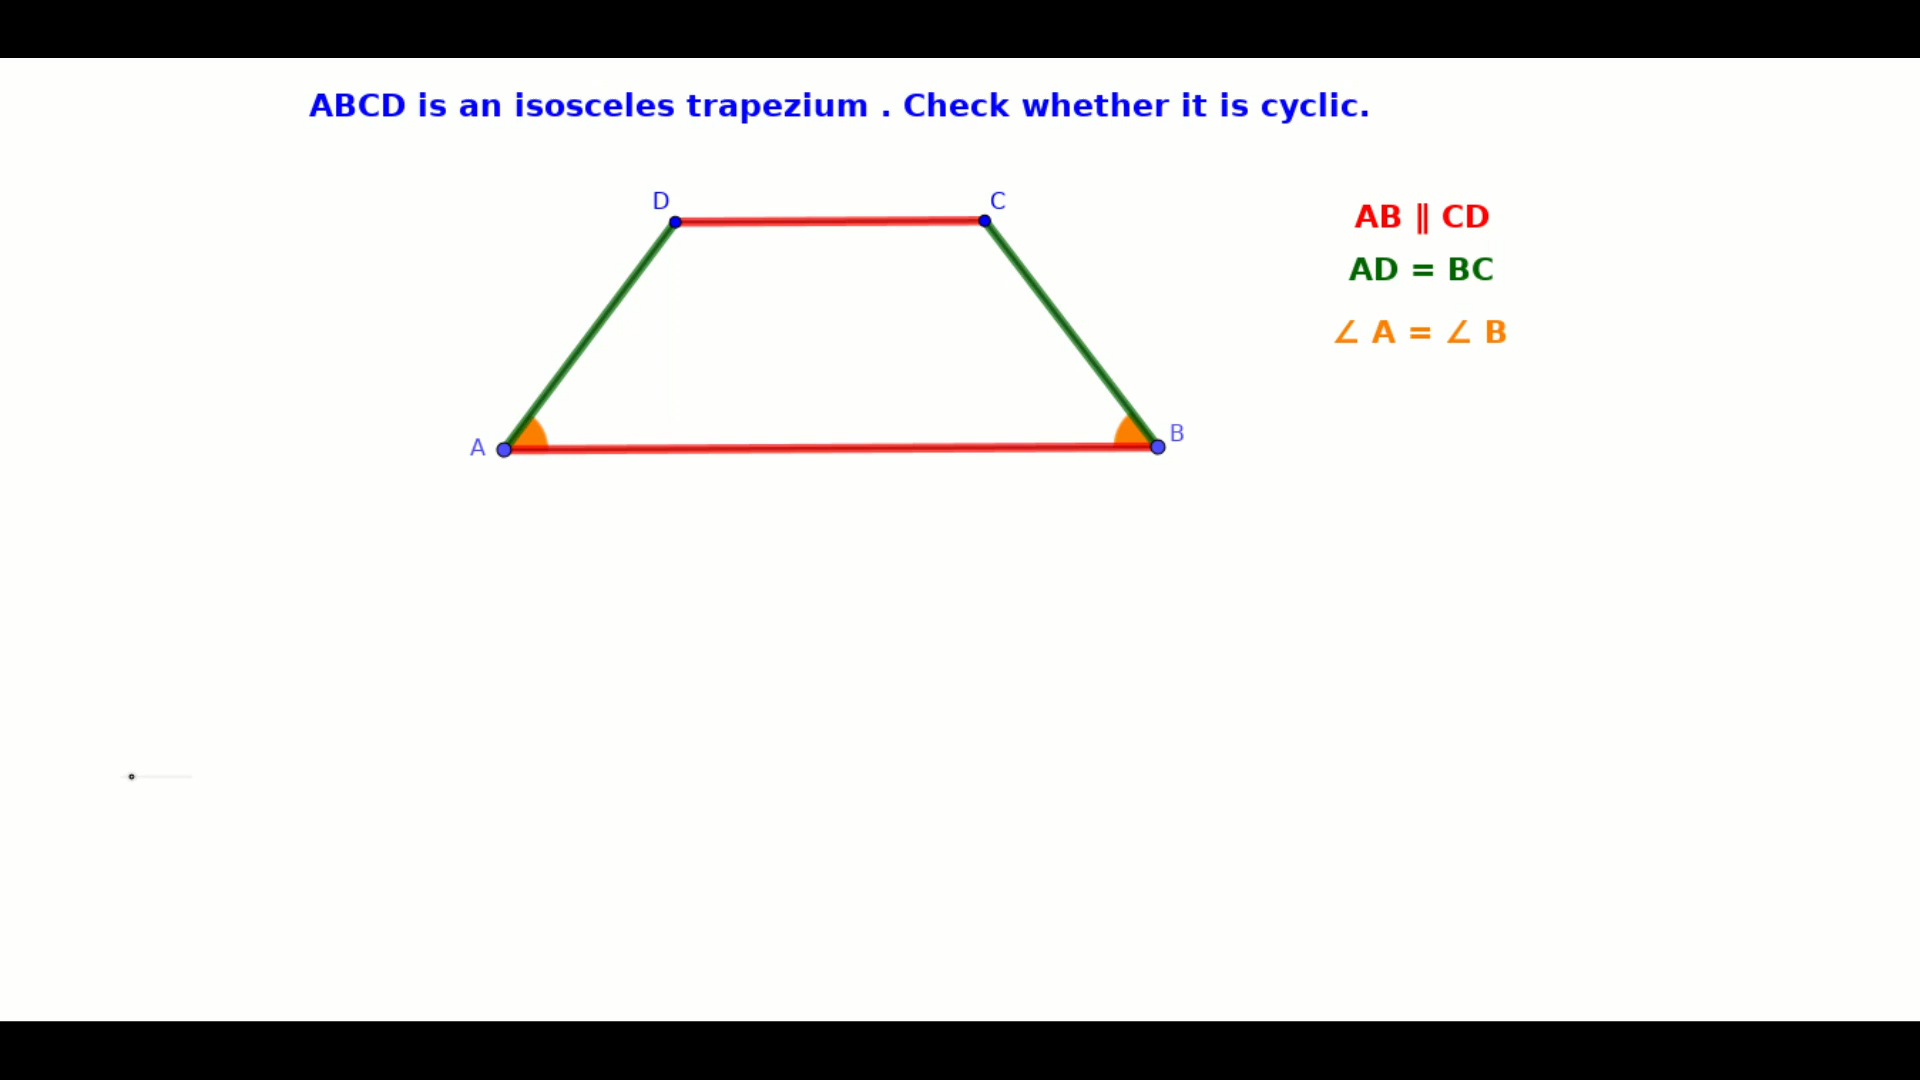 ABCD is an isosceles trapezium . Check whether it is cyclic.
D
C
AB ∥ CD
AD = BC
∠ A = ∠ B
A
B